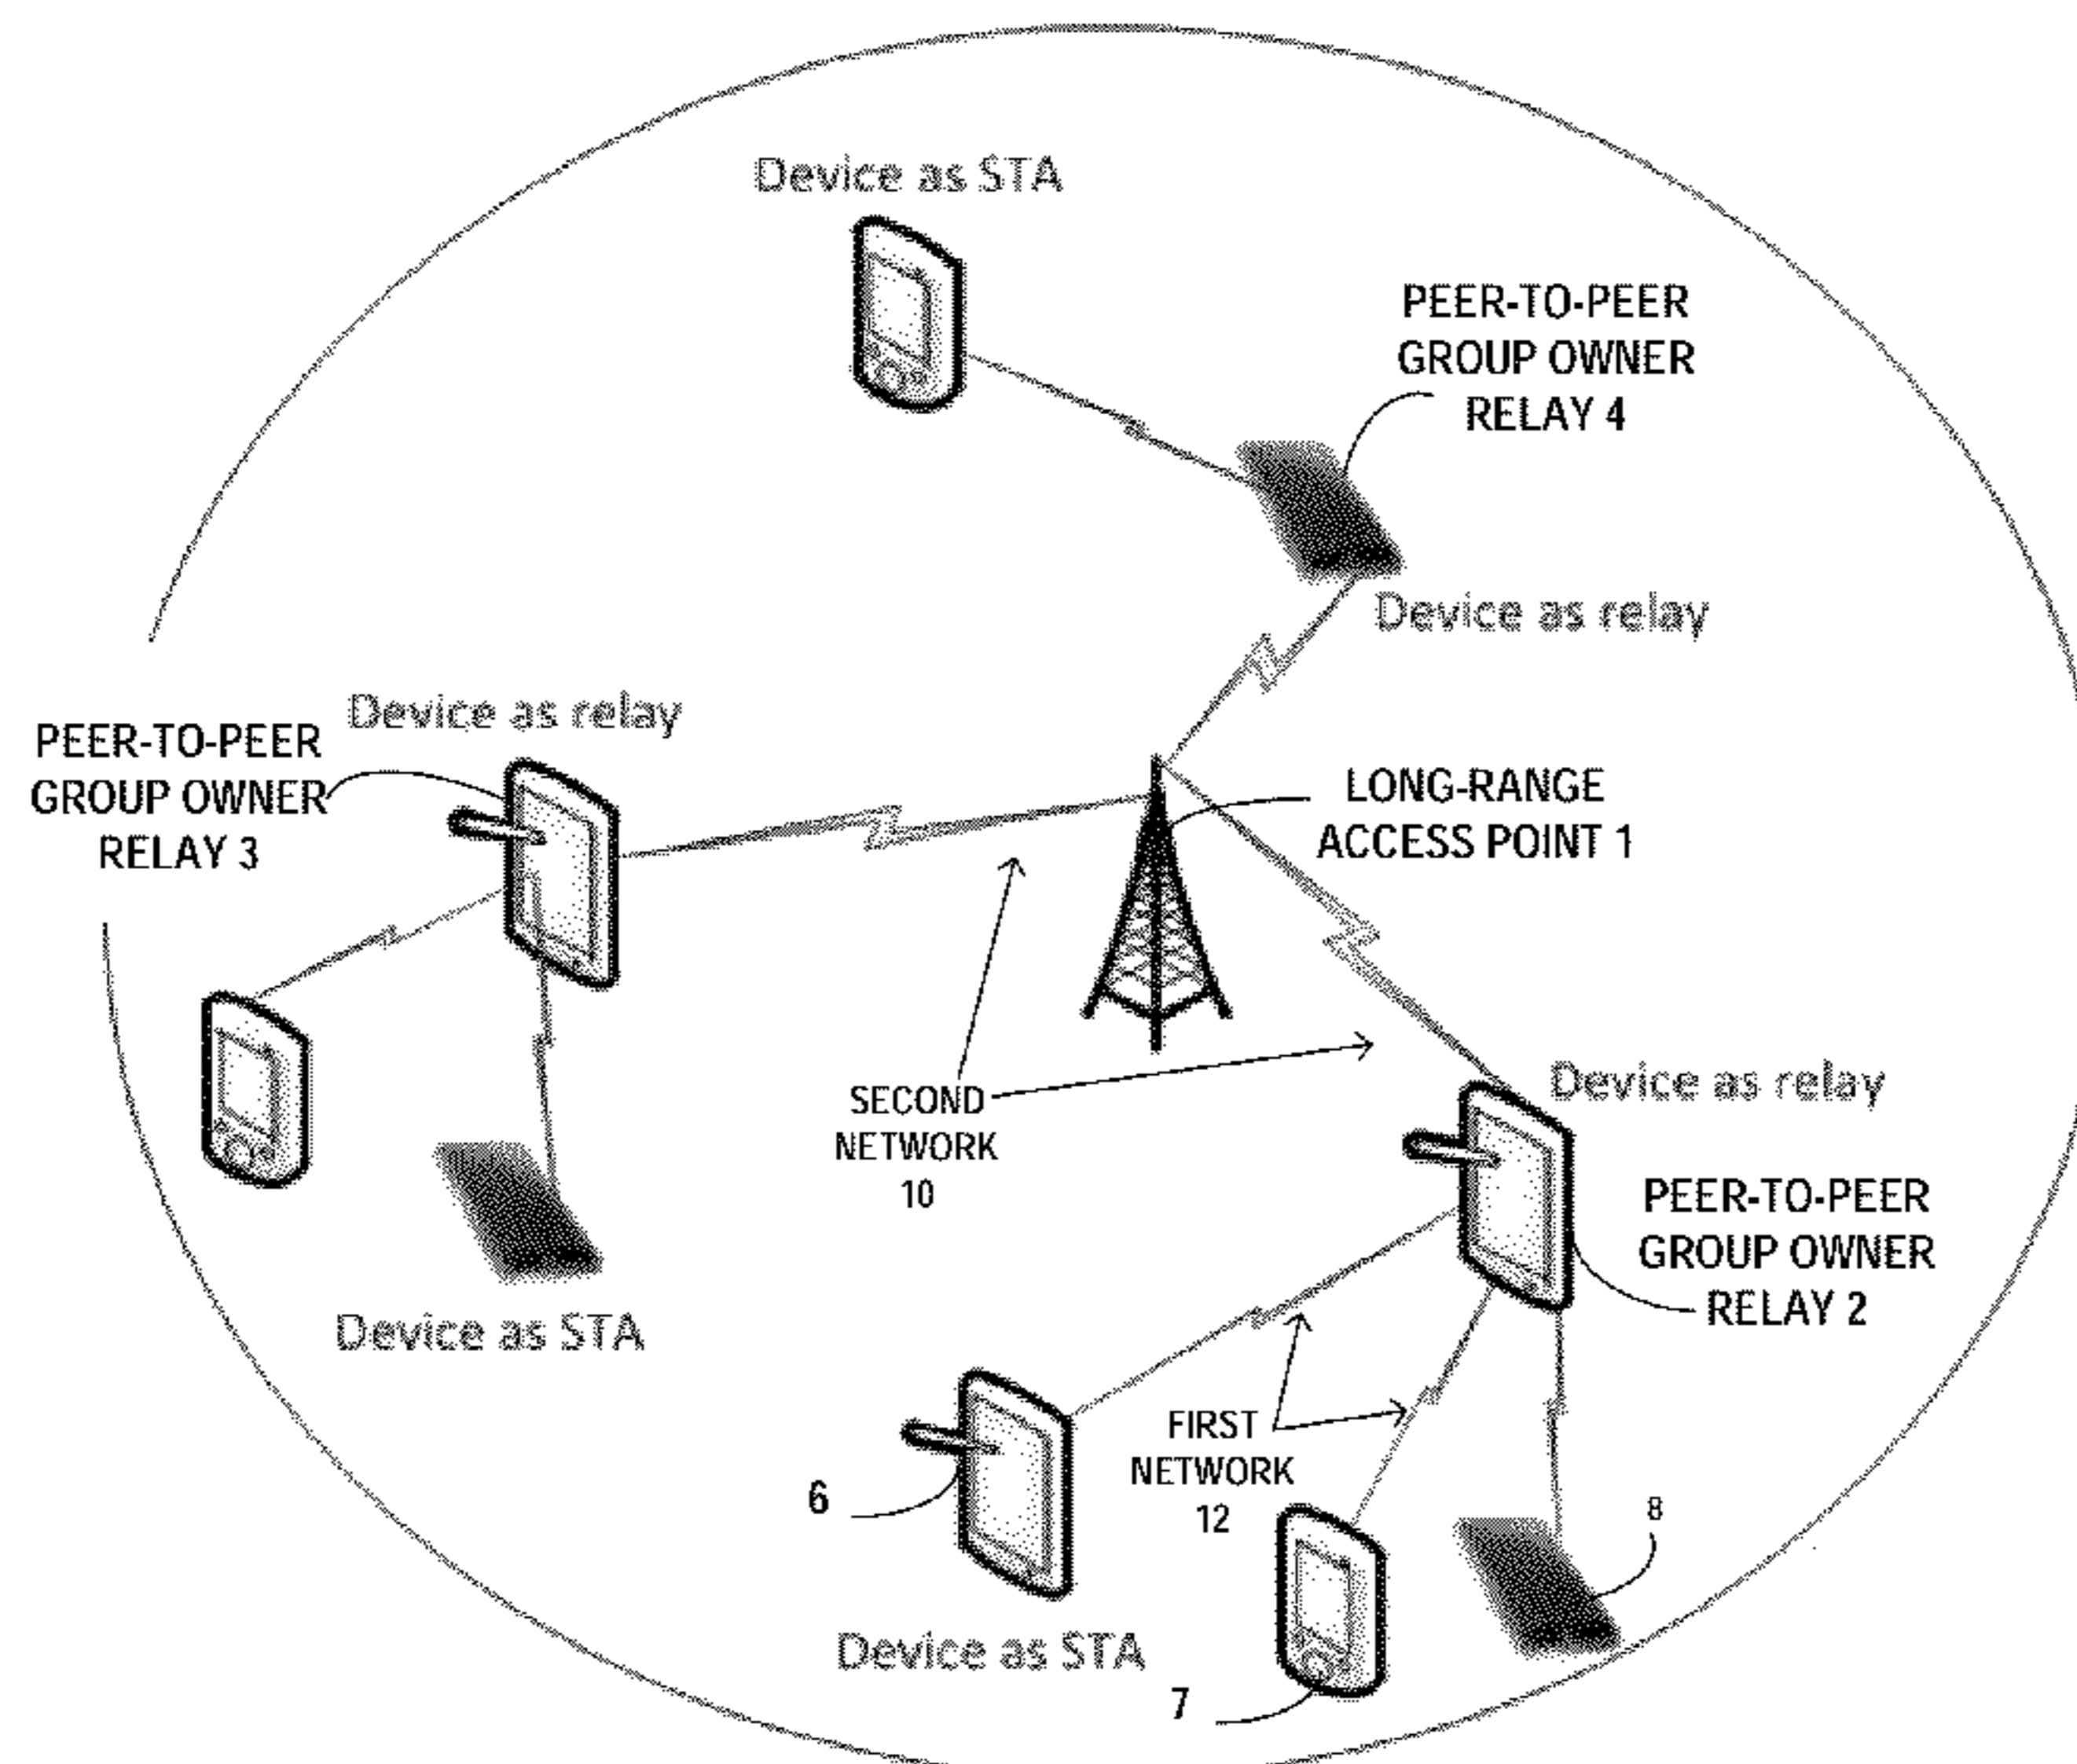 Device as STA
PEER-TO-PEER
GROUP OWNER
RELAY 4
Device as relay
Device as relay
PEER-TO-PEER
GROUP OWNER
RELAY 3
LONG-RANGE
ACCESS POINT 1
SECOND
NETWORK
10
Device as relay
PEER-TO-PEER
GROUP OWNER
RELAY 2
Device as STA
FIRST
NETWORK
12
6
8
Device as STA
7